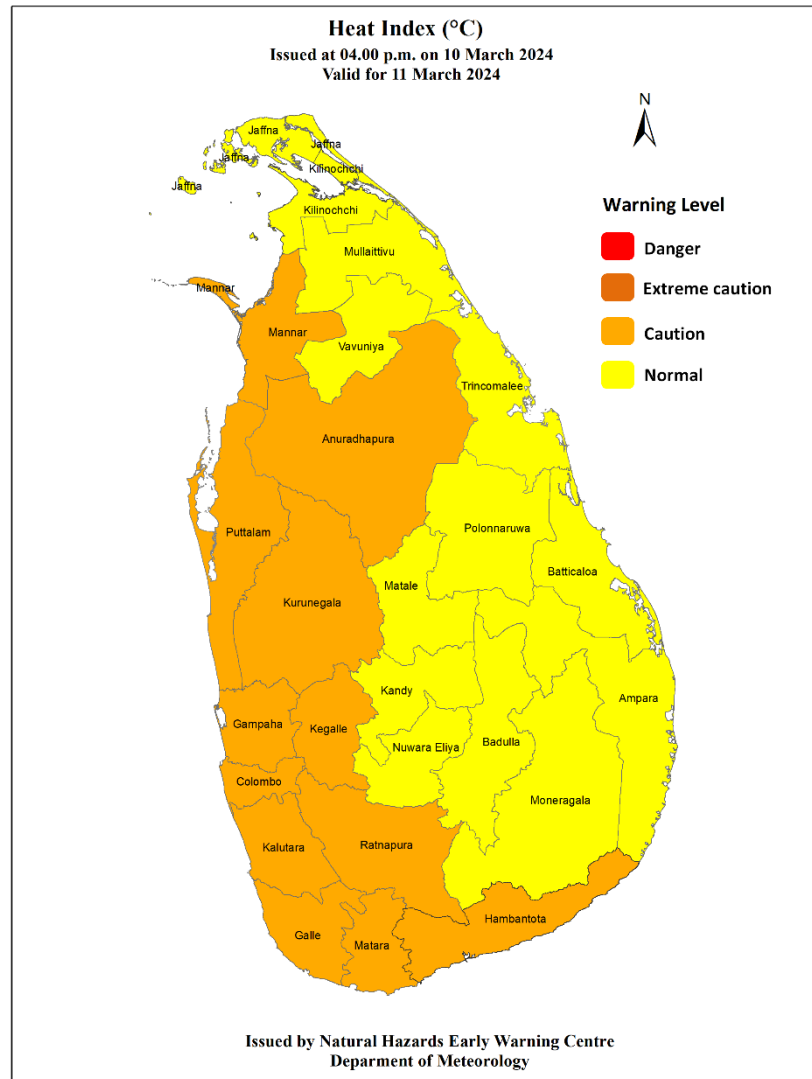 Heat Index (°C)
Issued at 04.00 p.m. on 10 March 2024
Valid for 11 March 2024
N
Jaffna
Jaffna
Jaffna
Kilinochchi
Jaffna
Kilinochchi
Warning Level
Danger
Extreme caution
Caution
Normal
Mullaittivu
Mannar
Mannar
Vavuniya
Trincomalee
Anuradhapura
Puttalam
Polonnaruwa
Batticaloa
Matale
Kurunegala
Kandy
Ampara
Gampaha
Kegalle
Nuwara Eliya
Badulla
Colombo
Moneragala
Kalutara
Ratnapura
Hambantota
Galle
Matara
Issued by Natural Hazards Early Warning Centre
Deparment of Meteorology